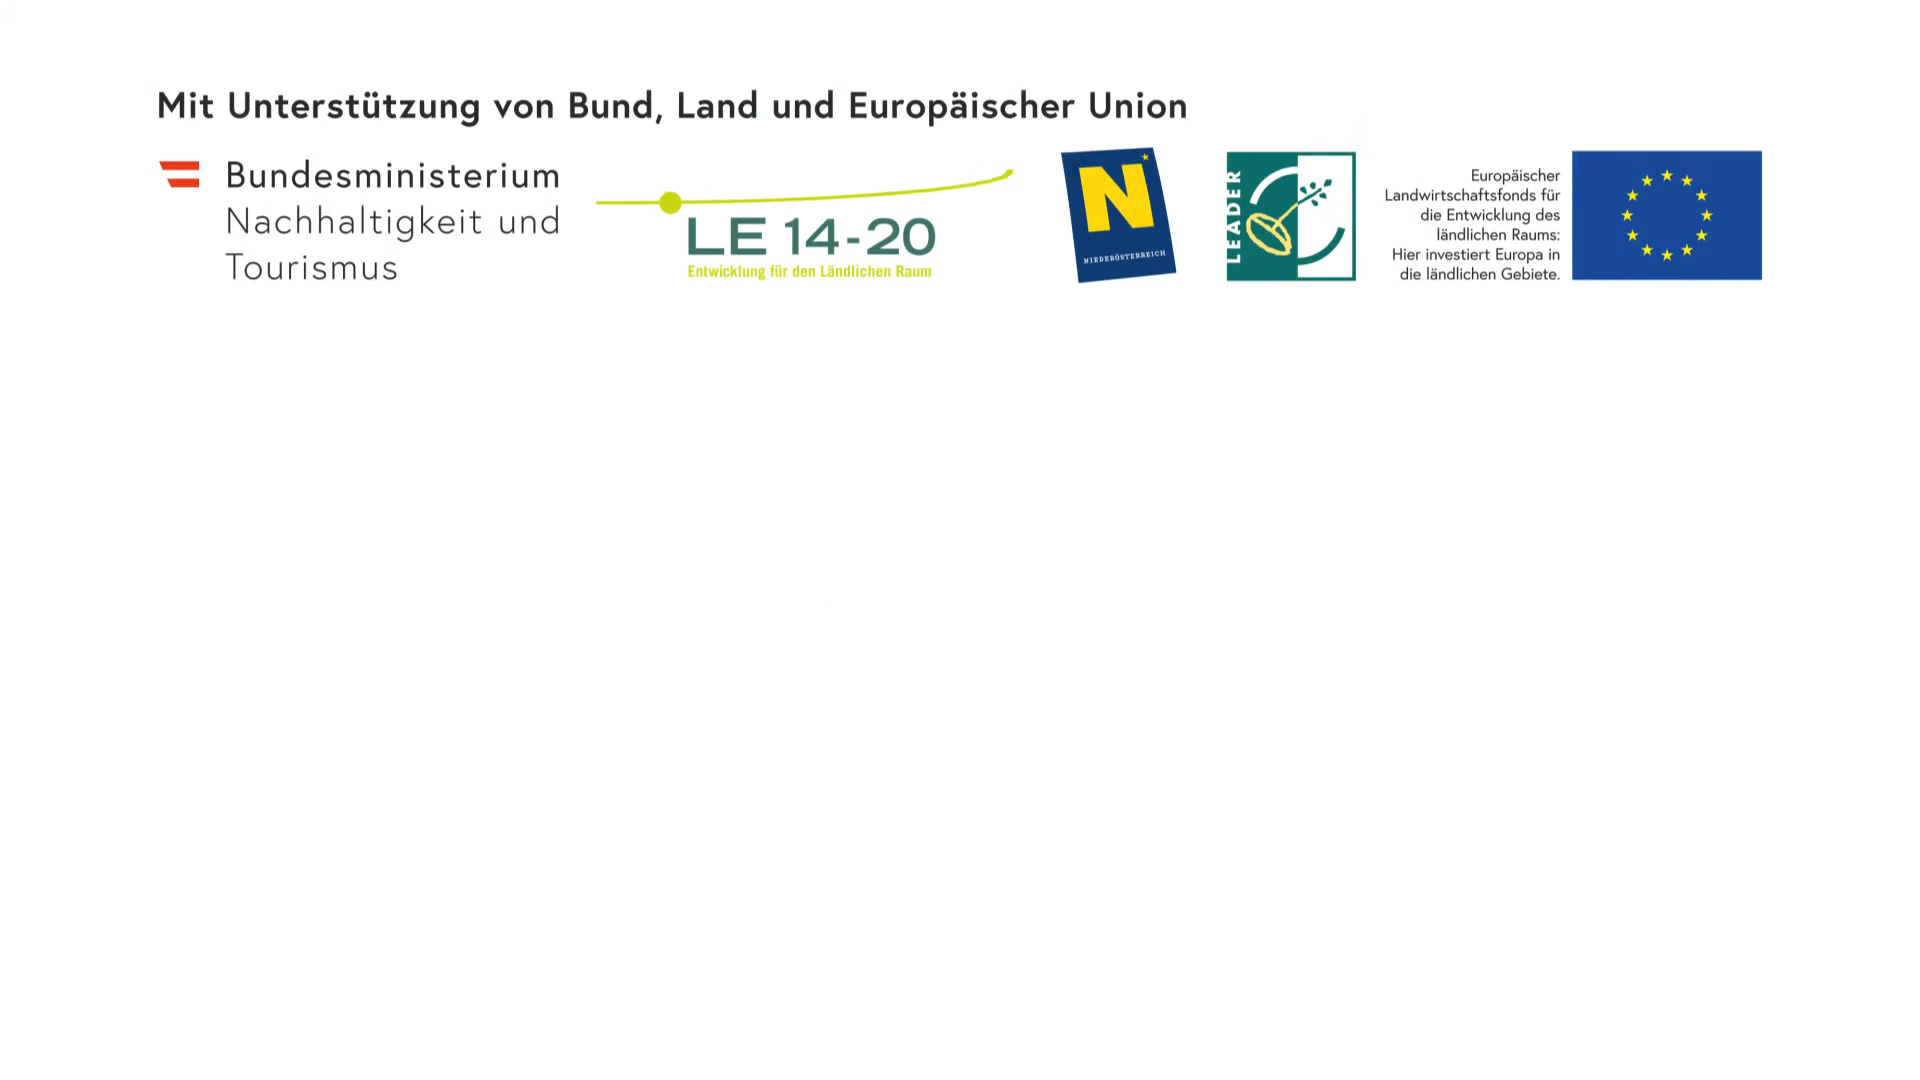 Mit Unterstützung von Bund, Land und Europäischer Union
Bundesministerium
Nachhaltigkeit und
Tourismus
LE 14-20
Entwicklung für den Ländlichen Raum
N
NIEDERÖSTERREICH
LEADER
Europäischer
Landwirtschaftsfonds für
die Entwicklung des
ländlichen Raums:
Hier investiert Europa in
die ländlichen Gebiete.